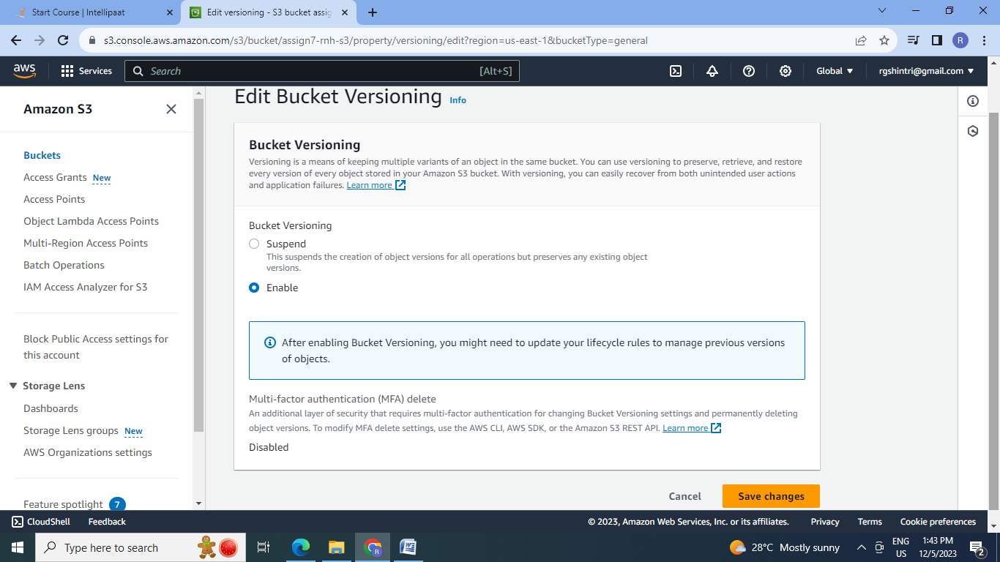 Start Course | Intellipaat
Edit versioning - S3 bucket assig
s3.console.aws.amazon.com/s3/bucket/assign7-rnh-s3/property/versioning/edit?region=us-east-1&bucketType=general
R
aws
Services
Search
[Alt+S]
Global
rgshintri@gmail.com
Amazon S3
Buckets
Access Grants New
Access Points
Object Lambda Access Points
Multi-Region Access Points
Batch Operations
IAM Access Analyzer for S3
Block Public Access settings for
this account
Storage Lens
Dashboards
Storage Lens groups New
AWS Organizations settings
Feature spotlight 7
Edit Bucket Versioning Info
Bucket Versioning
Versioning is a means of keeping multiple variants of an object in the same bucket. You can use versioning to preserve, retrieve, and restore
every version of every object stored in your Amazon S3 bucket. With versioning, you can easily recover from both unintended user actions
and application failures. Learn more
Bucket Versioning
Suspend
This suspends the creation of object versions for all operations but preserves any existing object
versions.
Enable
After enabling Bucket Versioning, you might need to update your lifecycle rules to manage previous versions
of objects.
Multi-factor authentication (MFA) delete
An additional layer of security that requires multi-factor authentication for changing Bucket Versioning settings and permanently deleting
object versions. To modify MFA delete settings, use the AWS CLI, AWS SDK, or the Amazon S3 REST API. Learn more
Disabled
Cancel
Save changes
CloudShell
Feedback
© 2023, Amazon Web Services, Inc. or its affiliates.
Privacy
Terms
Cookie preferences
Type here to search
R
W
28°C Mostly sunny
ENG
US
1:43 PM
12/5/2023
2